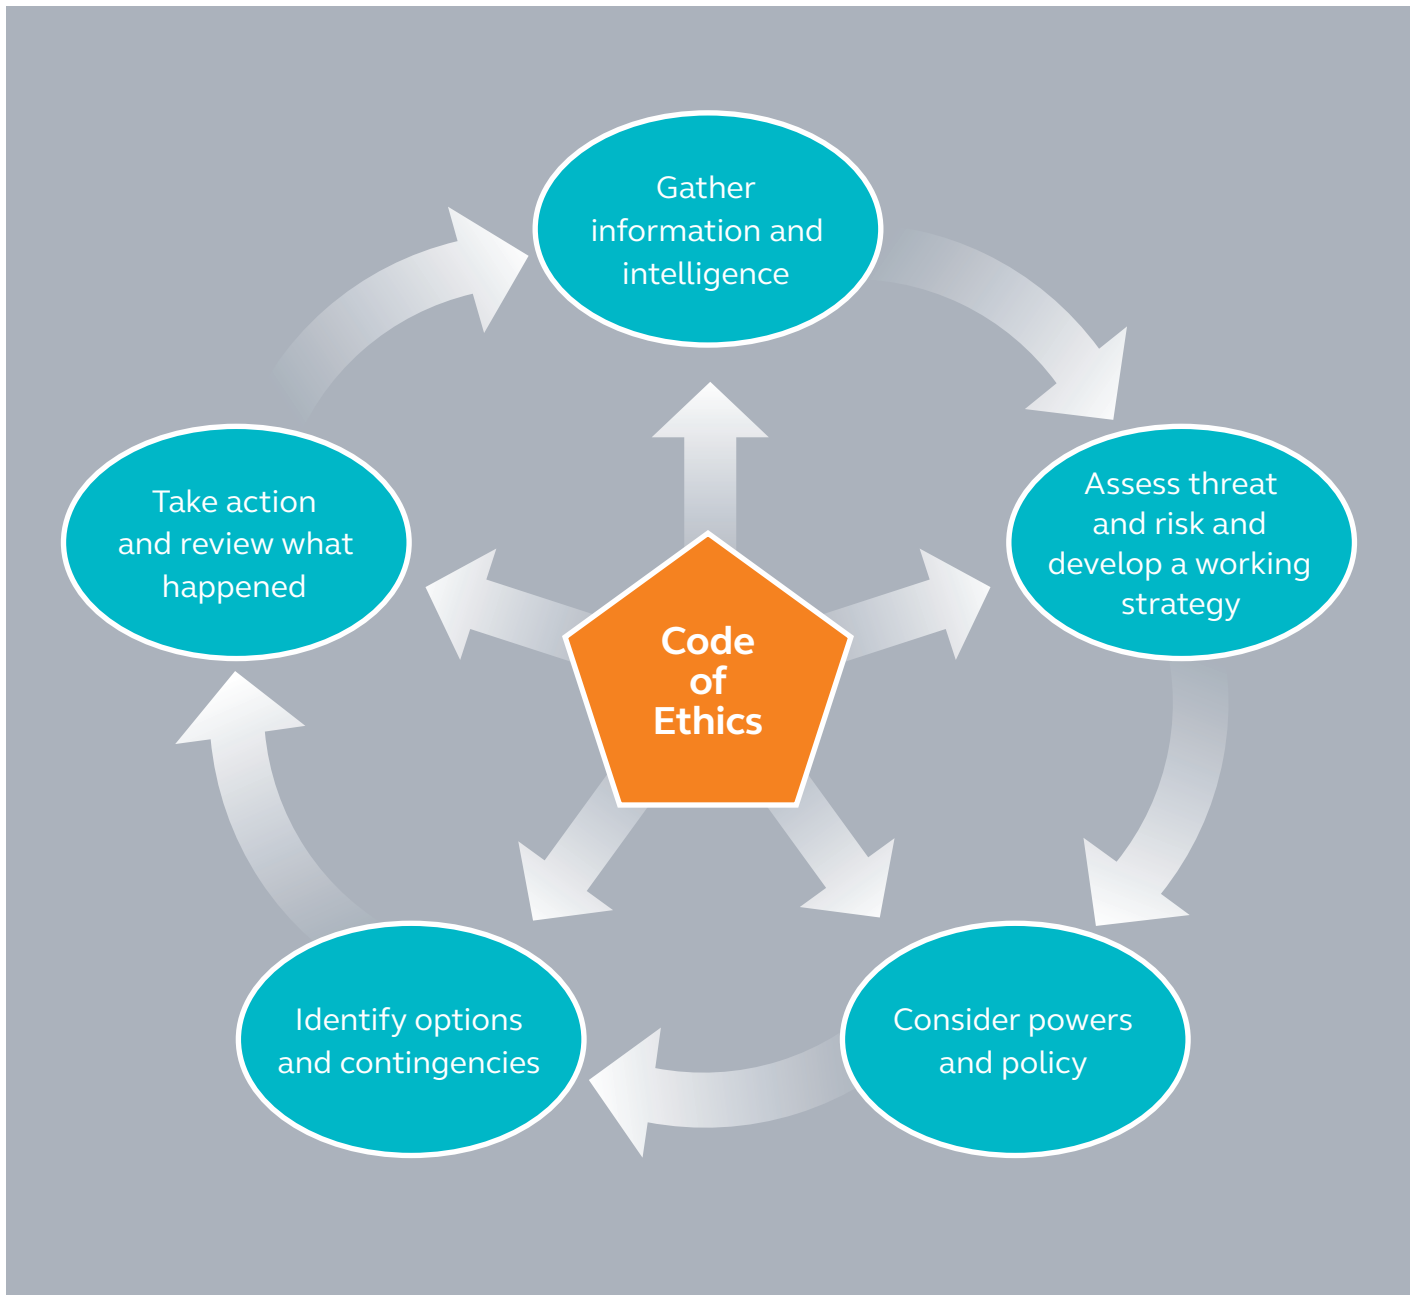 Gather
information and
intelligence
Assess threat
and risk and
develop a working
strategy
Consider powers
and policy
Identify options
and contingencies
Take action
and review what
happened
Code
of
Ethics